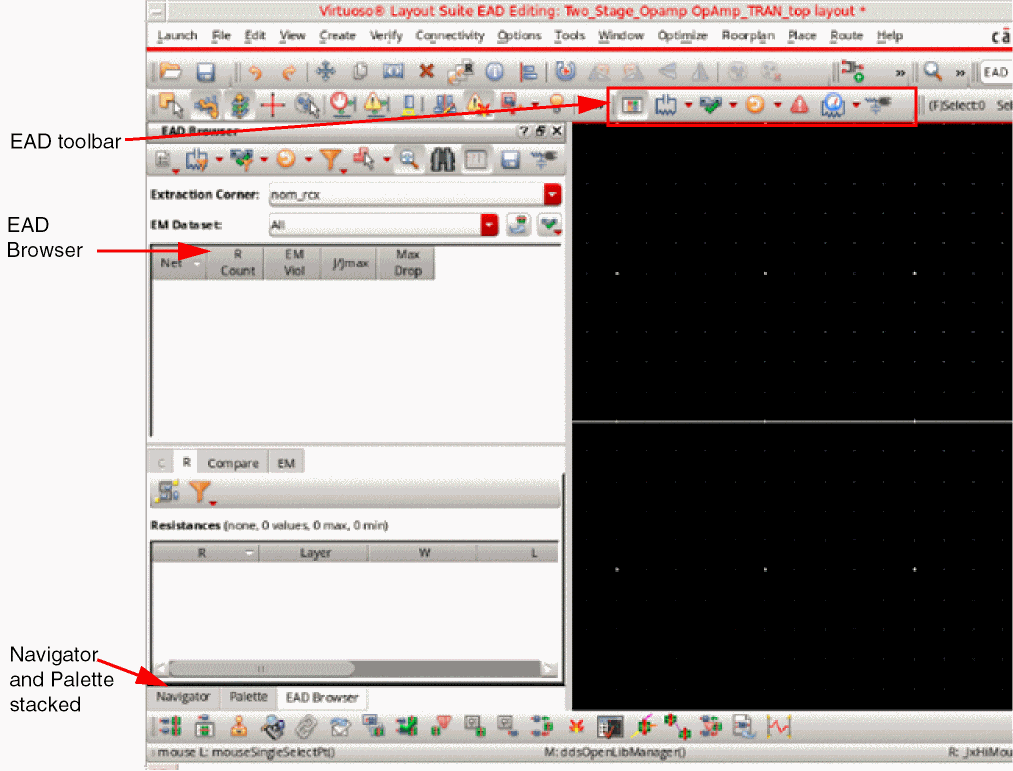 Virtuoso® Layout Suite EAD Editing: Two_Stage_Opamp OpAmp_TRAN_top layout *
Launch File Edit View Create Verify Connectivity Options Tools Window Optimize Floorplan Place Route Help
EAD
(F)Select:0 Sel
EAD toolbar
EAD Browser
Extraction Corner: nom_rcx
EM Dataset: All
EAD
Browser
Net R Count EM Viol J/Jmax Max Drop
C R Compare EM
Resistances (none, 0 values, 0 max, 0 min)
R Layer W L
Navigator
and Palette
stacked
Navigator Palette EAD Browser
mouse L: mouseSingleSelectPt() M: ddsOpenLibManager() R: _lxHiMou